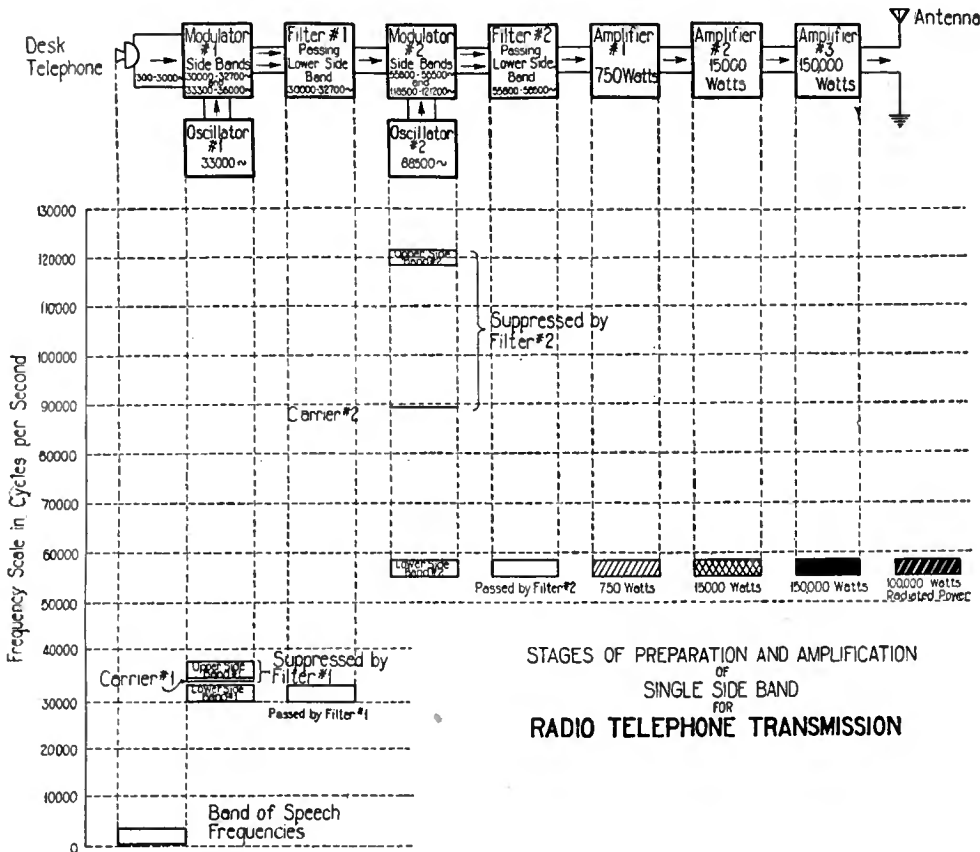 Desk
Telephone
300-3000~
Modulator
#1
Side Bands
30000-32700~
and
33300-36000~
Filter #1
Passing
Lower Side
Band
30000-32700~
Modulator
#2
Side Bands
55800-58500~
and
118500-121200~
Filter #2
Passing
Lower Side
Band
55800-58500~
Amplifier
#1
750 Watts
Amplifier
#2
15000
Watts
Amplifier
#3
150,000
Watts
Antenna
Oscillator
#1
33000~
Oscillator
#2
88500~
Frequency Scale in Cycles per Second
130000
120000
110000
100000
90000
80000
70000
60000
50000
40000
30000
20000
10000
0
Upper Side
Band #2
Suppressed by
Filter #2
Carrier #2
Lower Side
Band #2
Passed by Filter #2
750 Watts
15000 Watts
150,000 Watts
100,000 Watts
Radiated Power
Carrier #1
Upper Side
Band #1
Lower Side
Band #1
Suppressed by
Filter #1
Passed by Filter #1
Band of Speech
Frequencies
STAGES OF PREPARATION AND AMPLIFICATION
OF
SINGLE SIDE BAND
FOR
RADIO TELEPHONE TRANSMISSION